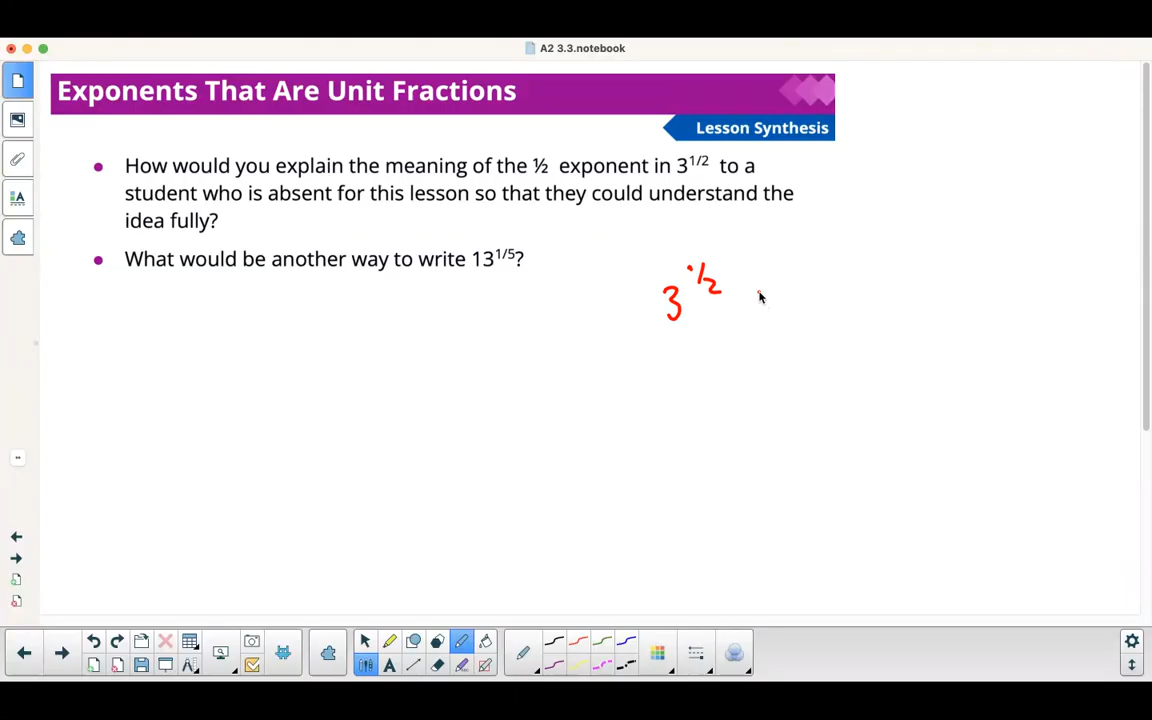 A2 3.3.notebook
Exponents That Are Unit Fractions
Lesson Synthesis
• How would you explain the meaning of the ½ exponent in 3^1/2 to a
student who is absent for this lesson so that they could understand the
idea fully?
• What would be another way to write 13^1/5?
3^1/2